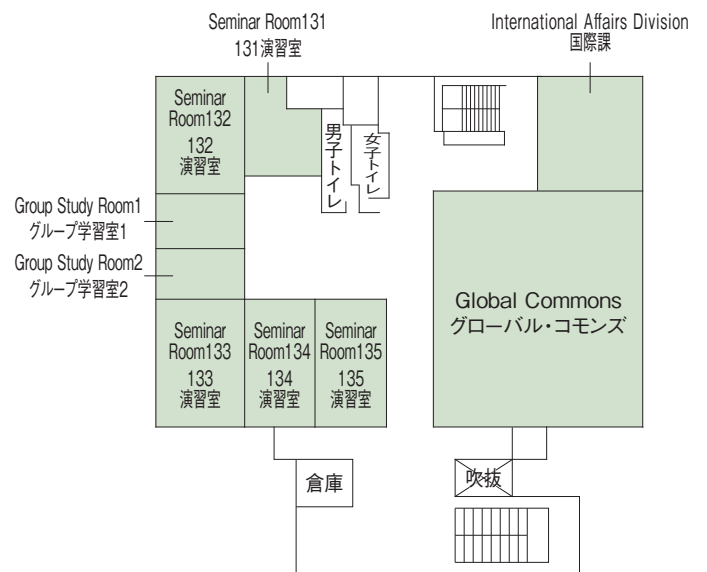 Seminar Room131
131演習室
International Affairs Division
国際課
Seminar
Room132
132
演習室
男子トイレ
女子トイレ
Group Study Room1
グループ学習室1
Group Study Room2
グループ学習室2
Global Commons
グローバル・コモンズ
Seminar
Room133
133
演習室
Seminar
Room134
134
演習室
Seminar
Room135
135
演習室
倉庫
吹抜